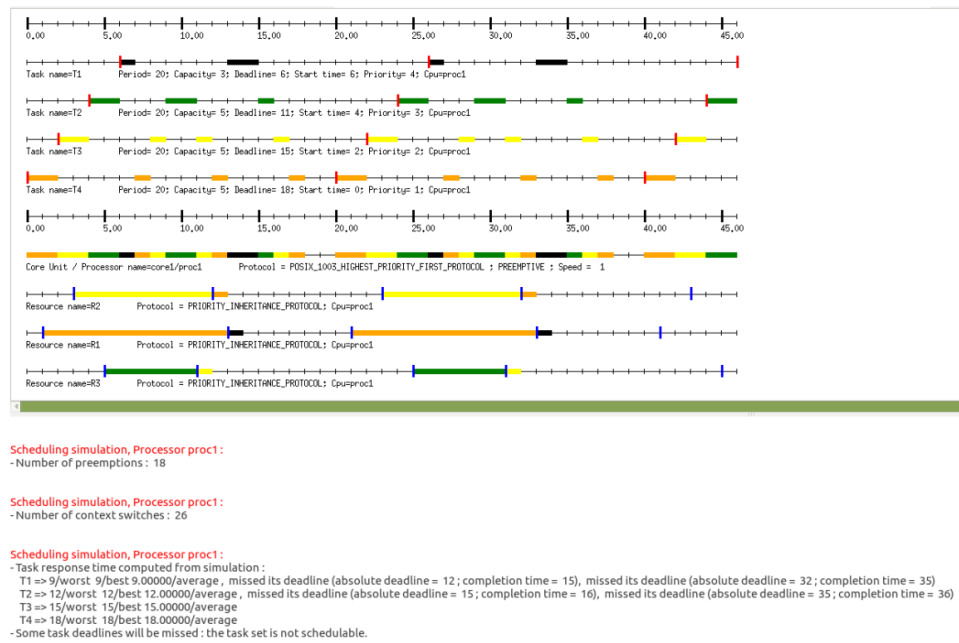 0.00 5.00 10.00 15.00 20.00 25.00 30.00 35.00 40.00 45.00
Task name=T1 Period= 20; Capacity= 3; Deadline= 6; Start time= 6; Priority= 4; Cpu=proc1
Task name=T2 Period= 20; Capacity= 5; Deadline= 11; Start time= 4; Priority= 3; Cpu=proc1
Task name=T3 Period= 20; Capacity= 5; Deadline= 15; Start time= 2; Priority= 2; Cpu=proc1
Task name=T4 Period= 20; Capacity= 5; Deadline= 18; Start time= 0; Priority= 1; Cpu=proc1
0.00 5.00 10.00 15.00 20.00 25.00 30.00 35.00 40.00 45.00
Core Unit / Processor name=core1/proc1 Protocol = POSIX_1003_HIGHEST_PRIORITY_FIRST_PROTOCOL ; PREEMPTIVE ; Speed = 1
Resource name=R2 Protocol = PRIORITY_INHERITANCE_PROTOCOL; Cpu=proc1
Resource name=R1 Protocol = PRIORITY_INHERITANCE_PROTOCOL; Cpu=proc1
Resource name=R3 Protocol = PRIORITY_INHERITANCE_PROTOCOL; Cpu=proc1
Scheduling simulation, Processor proc1 :
- Number of preemptions : 18
Scheduling simulation, Processor proc1 :
- Number of context switches : 26
Scheduling simulation, Processor proc1 :
- Task response time computed from simulation :
T1 => 9/worst 9/best 9.00000/average , missed its deadline (absolute deadline = 12 ; completion time = 15), missed its deadline (absolute deadline = 32 ; completion time = 35)
T2 => 12/worst 12/best 12.00000/average , missed its deadline (absolute deadline = 15 ; completion time = 16), missed its deadline (absolute deadline = 35 ; completion time = 36)
T3 => 15/worst 15/best 15.00000/average
T4 => 18/worst 18/best 18.00000/average
- Some task deadlines will be missed : the task set is not schedulable.